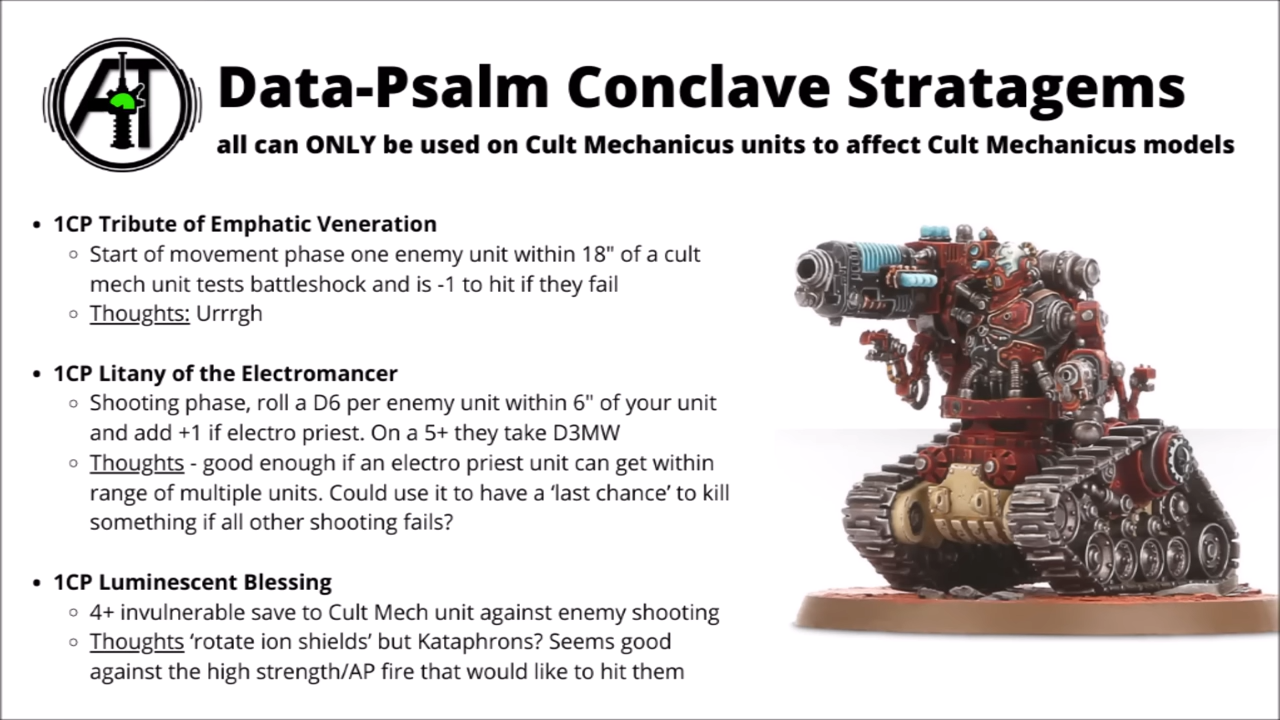 AT
Data-Psalm Conclave Stratagems
all can ONLY be used on Cult Mechanicus units to affect Cult Mechanicus models
• 1CP Tribute of Emphatic Veneration
○ Start of movement phase one enemy unit within 18" of a cult
mech unit tests battleshock and is -1 to hit if they fail
○ Thoughts: Urrrgh
• 1CP Litany of the Electromancer
○ Shooting phase, roll a D6 per enemy unit within 6" of your unit
and add +1 if electro priest. On a 5+ they take D3MW
○ Thoughts - good enough if an electro priest unit can get within
range of multiple units. Could use it to have a ‘last chance’ to kill
something if all other shooting fails?
• 1CP Luminescent Blessing
○ 4+ invulnerable save to Cult Mech unit against enemy shooting
○ Thoughts ‘rotate ion shields’ but Kataphrons? Seems good
against the high strength/AP fire that would like to hit them